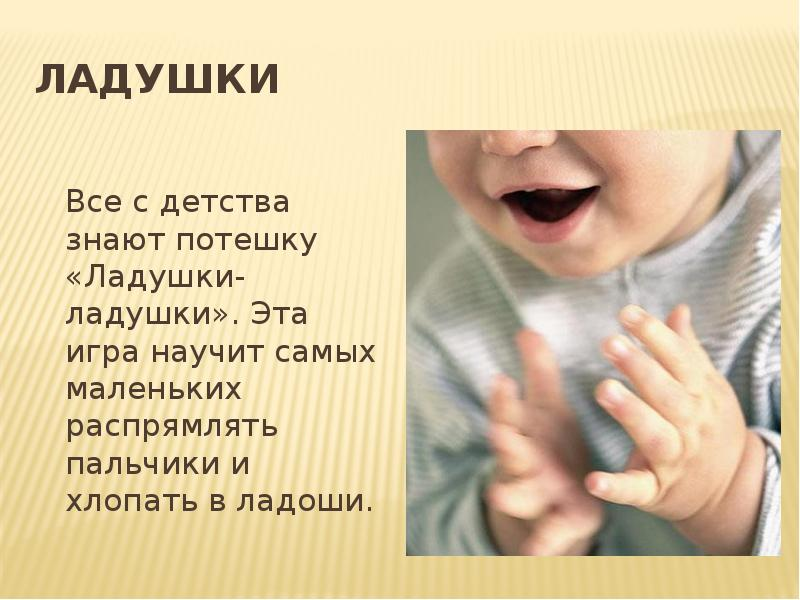 ЛАДУШКИ
Все с детства
знают потешку
«Ладушки-
ладушки». Эта
игра научит самых
маленьких
распрямлять
пальчики и
хлопать в ладоши.